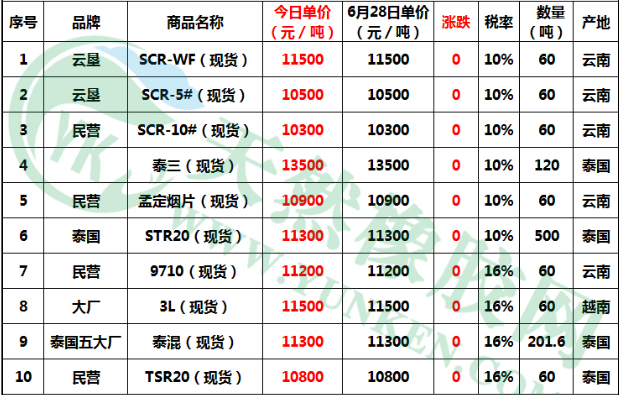 序号 品牌 商品名称 今日单价（元／吨） 6月28日单价（元／吨） 涨跌 税率 数量（吨） 产地
1 云垦 SCR-WF（现货） 11500 11500 0 10% 60 云南
2 云垦 SCR-5#（现货） 10500 10500 0 10% 60 云南
3 民营 SCR-10#（现货） 10300 10300 0 10% 60 云南
4 泰三（现货） 13500 13500 0 10% 120 泰国
5 民营 孟定烟片（现货） 10900 10900 0 10% 60 云南
6 泰国 STR20（现货） 11300 11300 0 10% 500 泰国
7 民营 9710（现货） 11200 11200 0 16% 60 云南
8 大厂 3L（现货） 11500 11500 0 16% 60 越南
9 泰国五大厂 泰混（现货） 11300 11300 0 16% 201.6 泰国
10 民营 TSR20（现货） 10800 10800 0 16% 60 泰国
YK 天然橡胶网
WWW.YUNKEN.COM